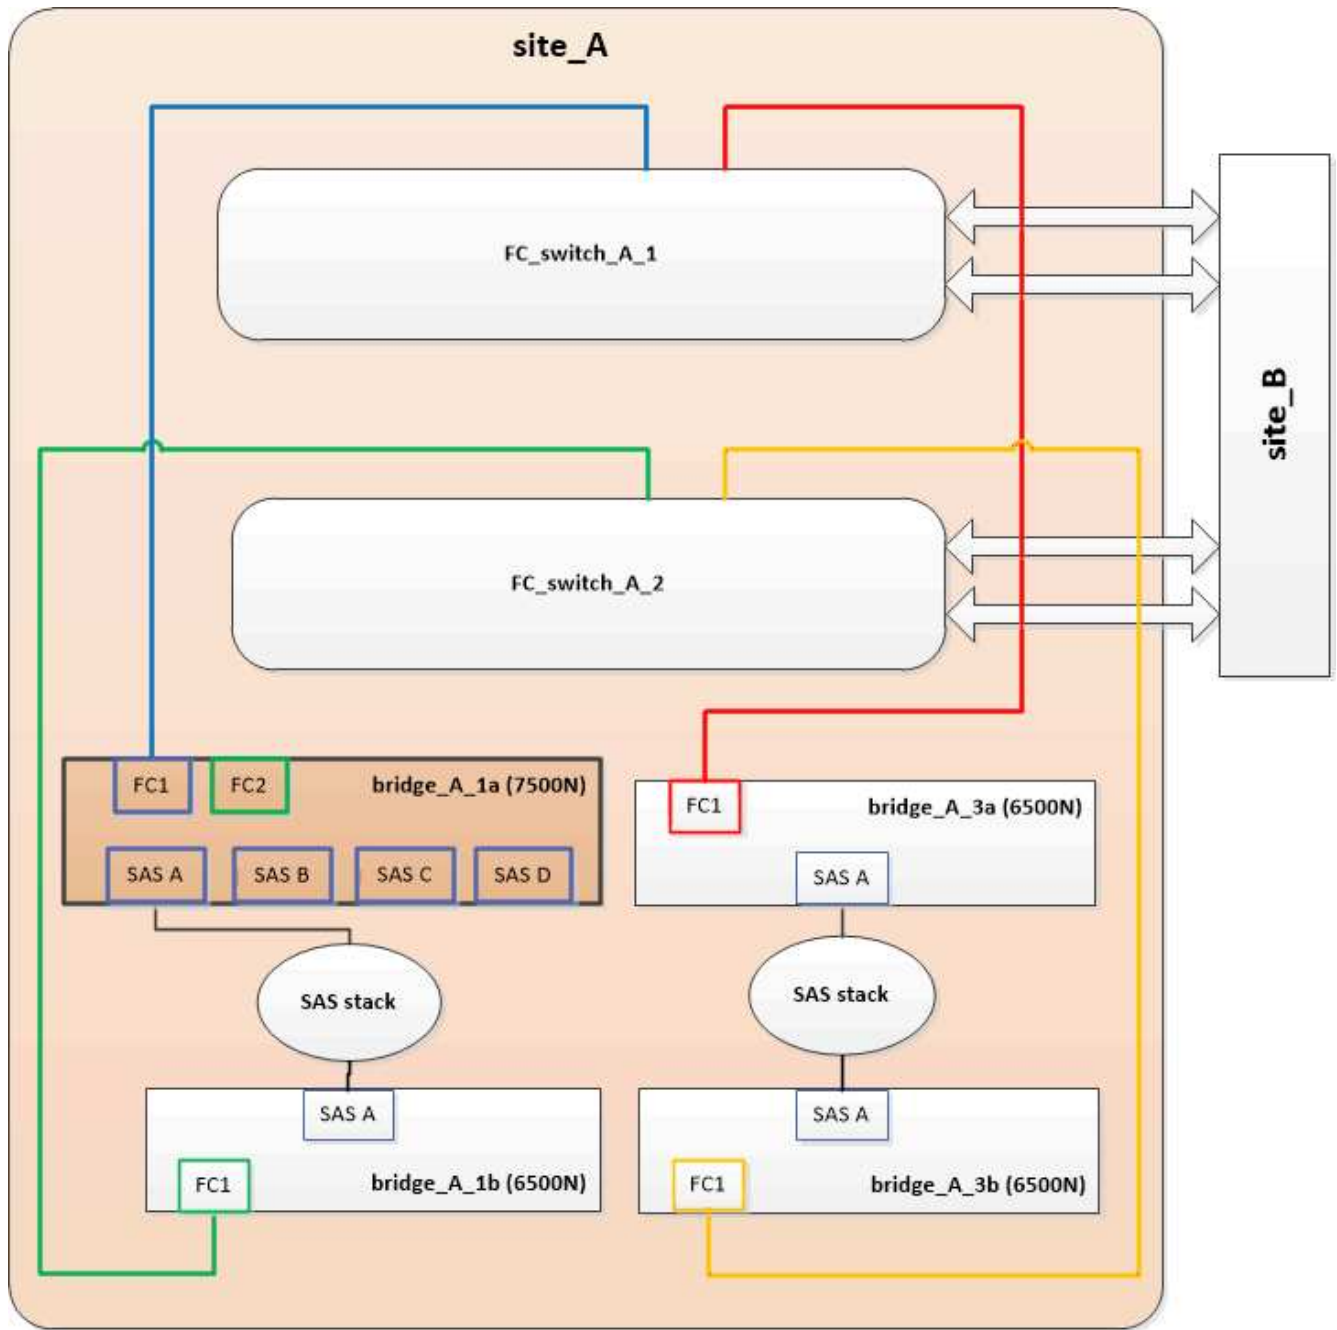 site_A
FC_switch_A_1
site_B
FC_switch_A_2
FC1
FC2
bridge_A_1a (7500N)
SAS A
SAS B
SAS C
SAS D
FC1
bridge_A_3a (6500N)
SAS A
SAS stack
SAS stack
SAS A
FC1
bridge_A_1b (6500N)
SAS A
FC1
bridge_A_3b (6500N)